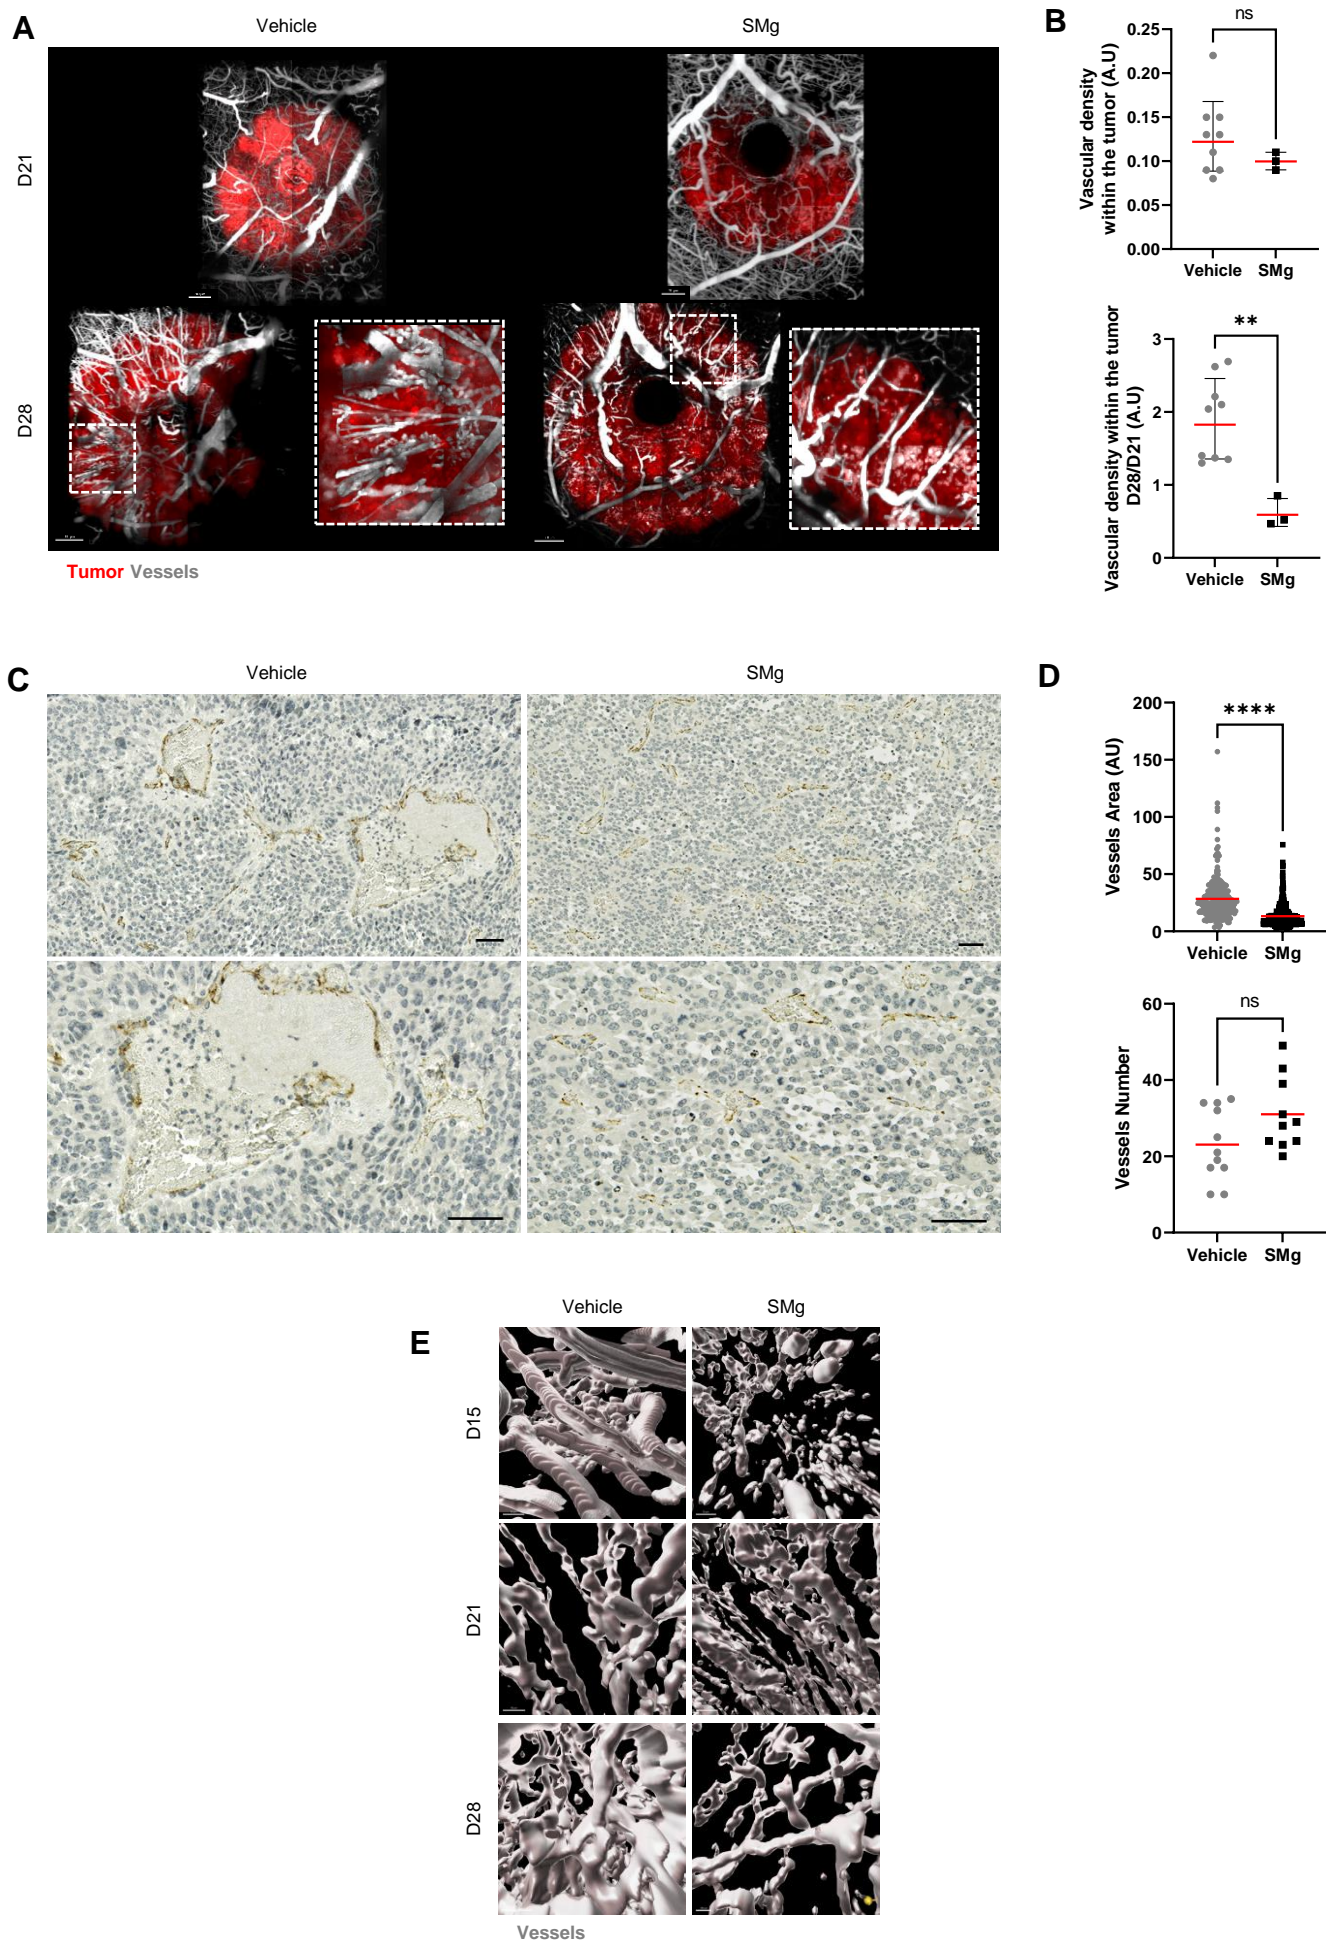 A
Vehicle
SMg
D21
D28
Tumor Vessels
B
ns
Vascular density
within the tumor (A.U)
0.25
0.20
0.15
0.10
0.05
0.00
Vehicle
SMg
**
Vascular density within the tumor
D28/D21 (A.U)
3
2
1
0
Vehicle
SMg
C
Vehicle
SMg
D
****
Vessels Area (AU)
200
150
100
50
0
Vehicle
SMg
ns
Vessels Number
60
40
20
0
Vehicle
SMg
E
Vehicle
SMg
D15
D21
D28
Vessels